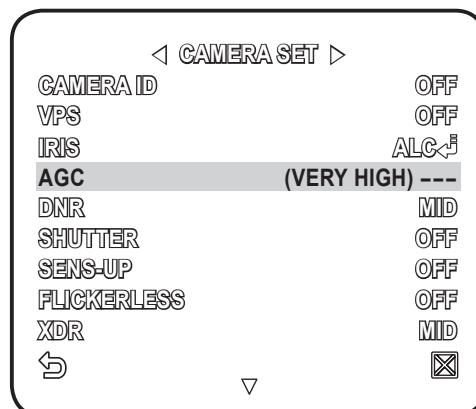 ◁ CAMERA SET ▷
CAMERA ID OFF
VPS OFF
IRIS ALC↲
AGC (VERY HIGH) ---
DNR MID
SHUTTER OFF
SENS-UP OFF
FLICKERLESS OFF
XDR MID